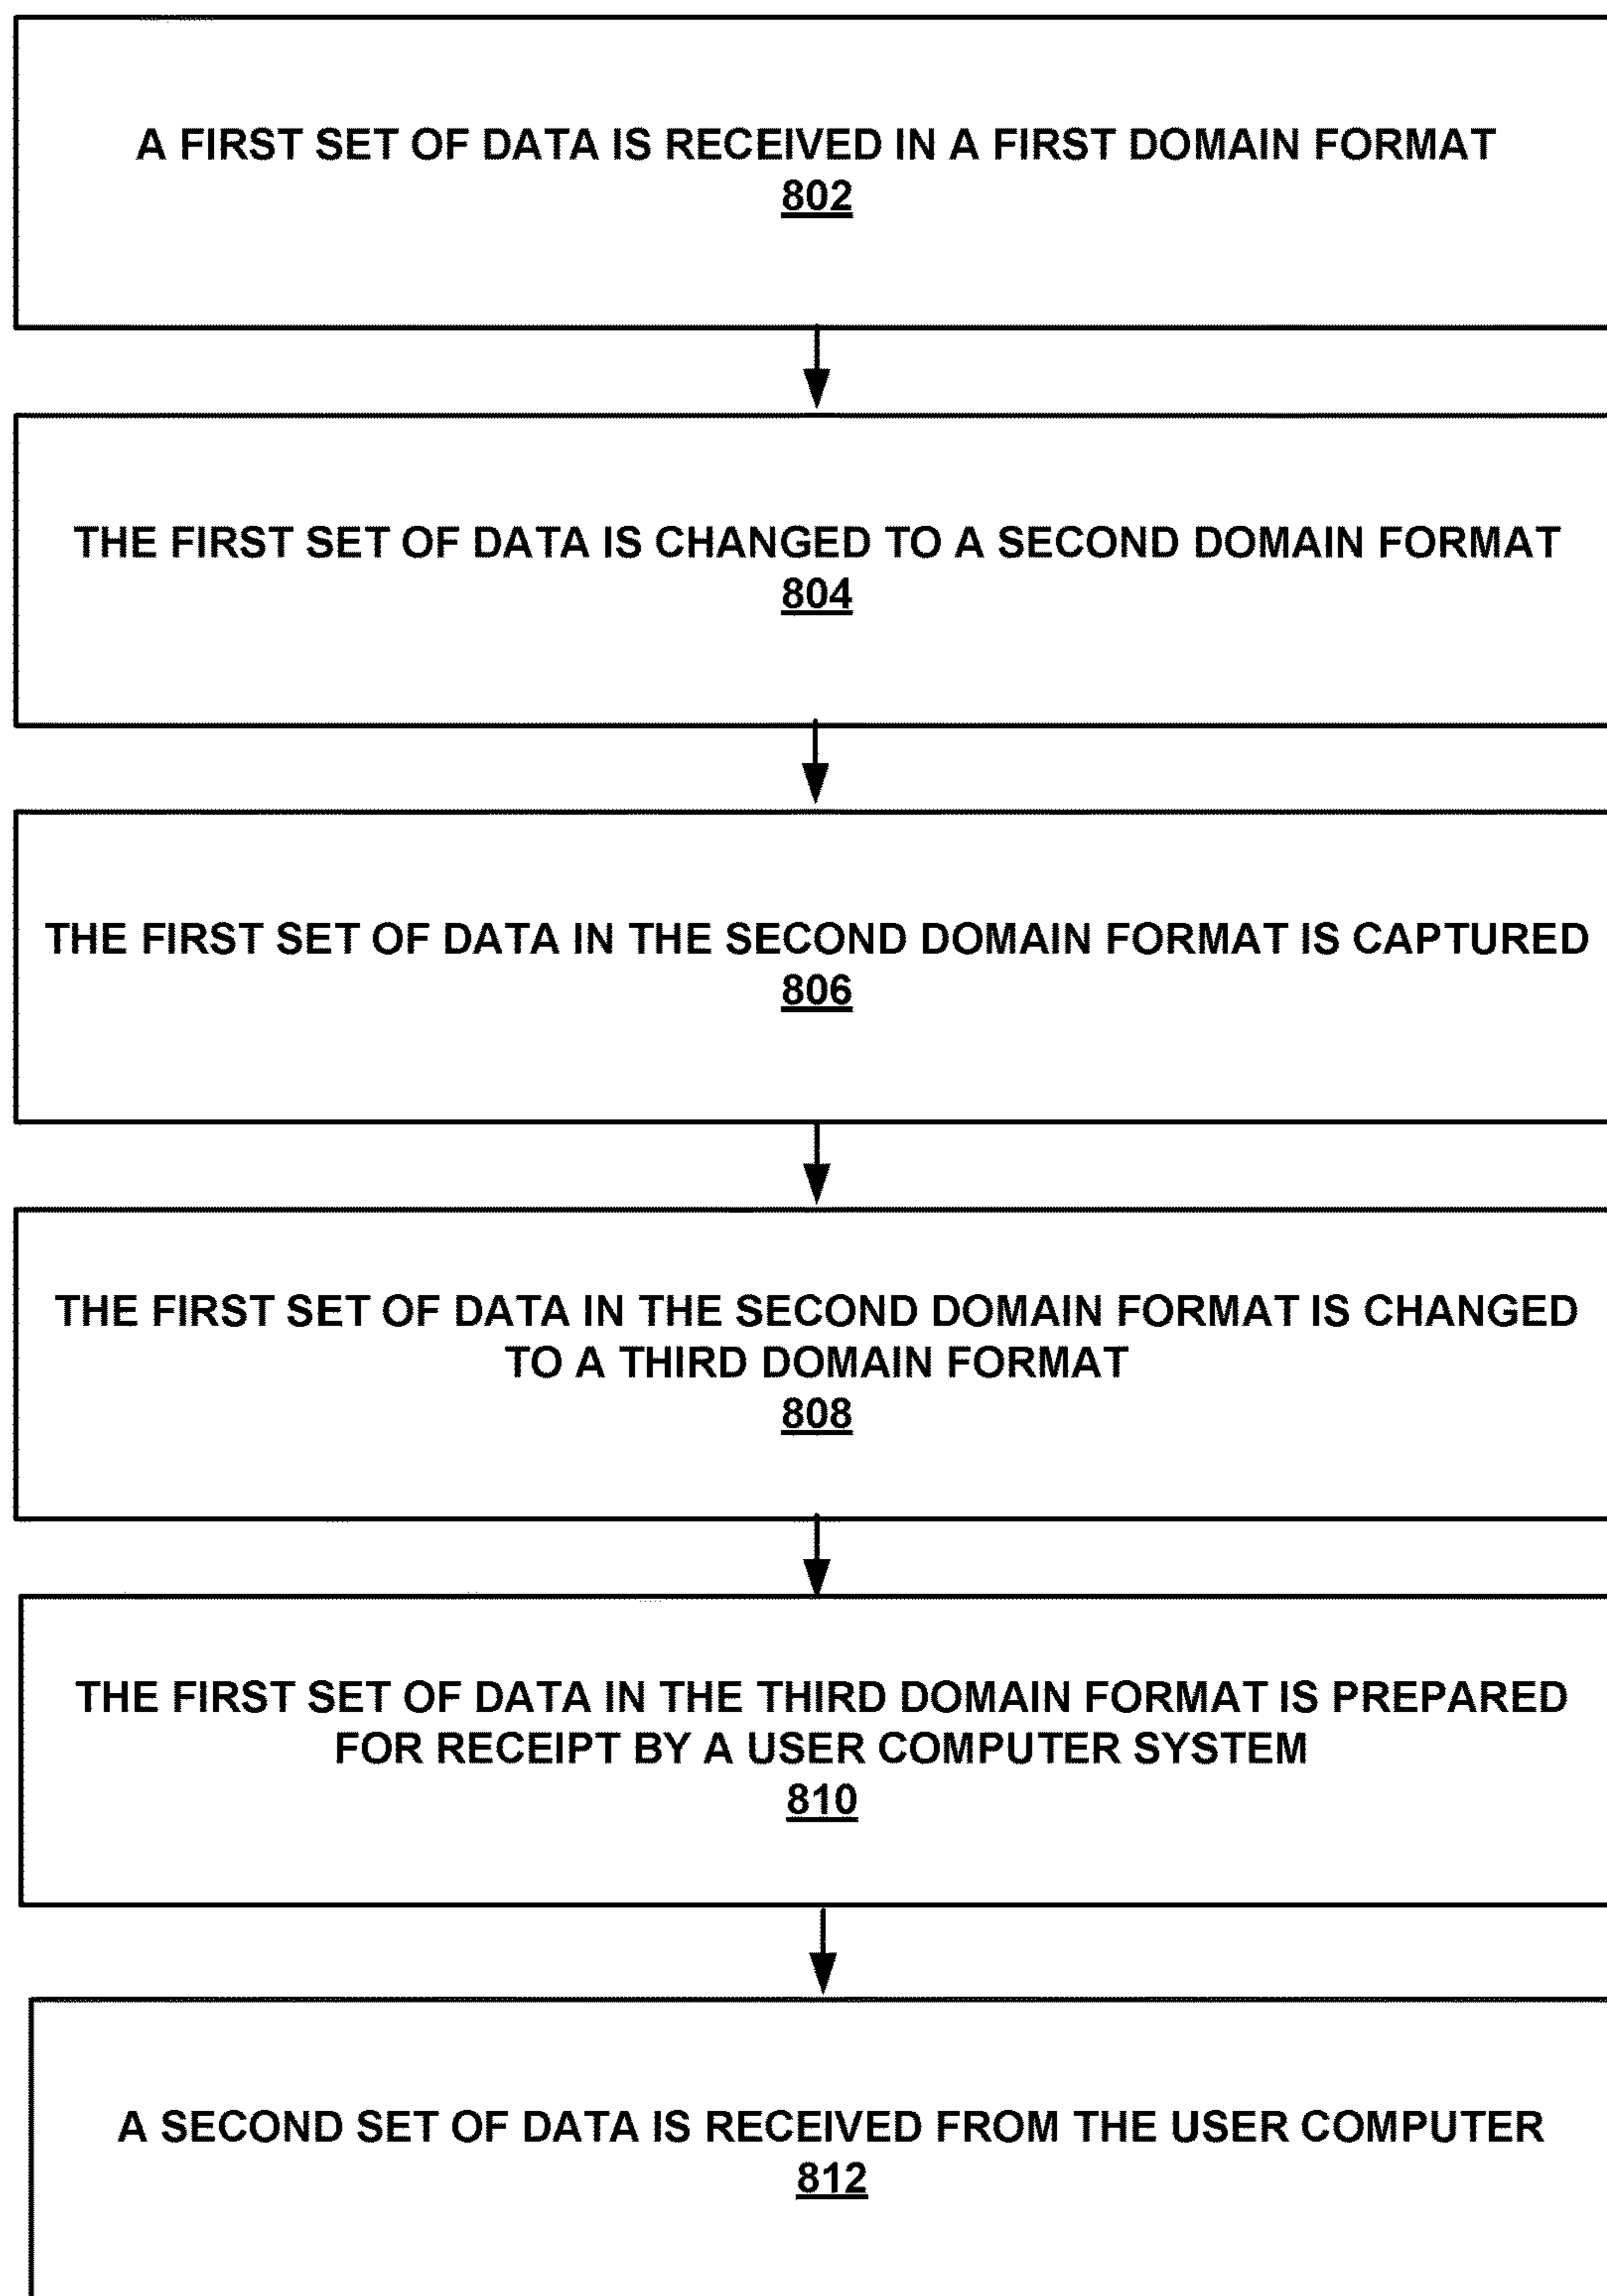 A FIRST SET OF DATA IS RECEIVED IN A FIRST DOMAIN FORMAT
802
THE FIRST SET OF DATA IS CHANGED TO A SECOND DOMAIN FORMAT
804
THE FIRST SET OF DATA IN THE SECOND DOMAIN FORMAT IS CAPTURED
806
THE FIRST SET OF DATA IN THE SECOND DOMAIN FORMAT IS CHANGED
TO A THIRD DOMAIN FORMAT
808
THE FIRST SET OF DATA IN THE THIRD DOMAIN FORMAT IS PREPARED
FOR RECEIPT BY A USER COMPUTER SYSTEM
810
A SECOND SET OF DATA IS RECEIVED FROM THE USER COMPUTER
812